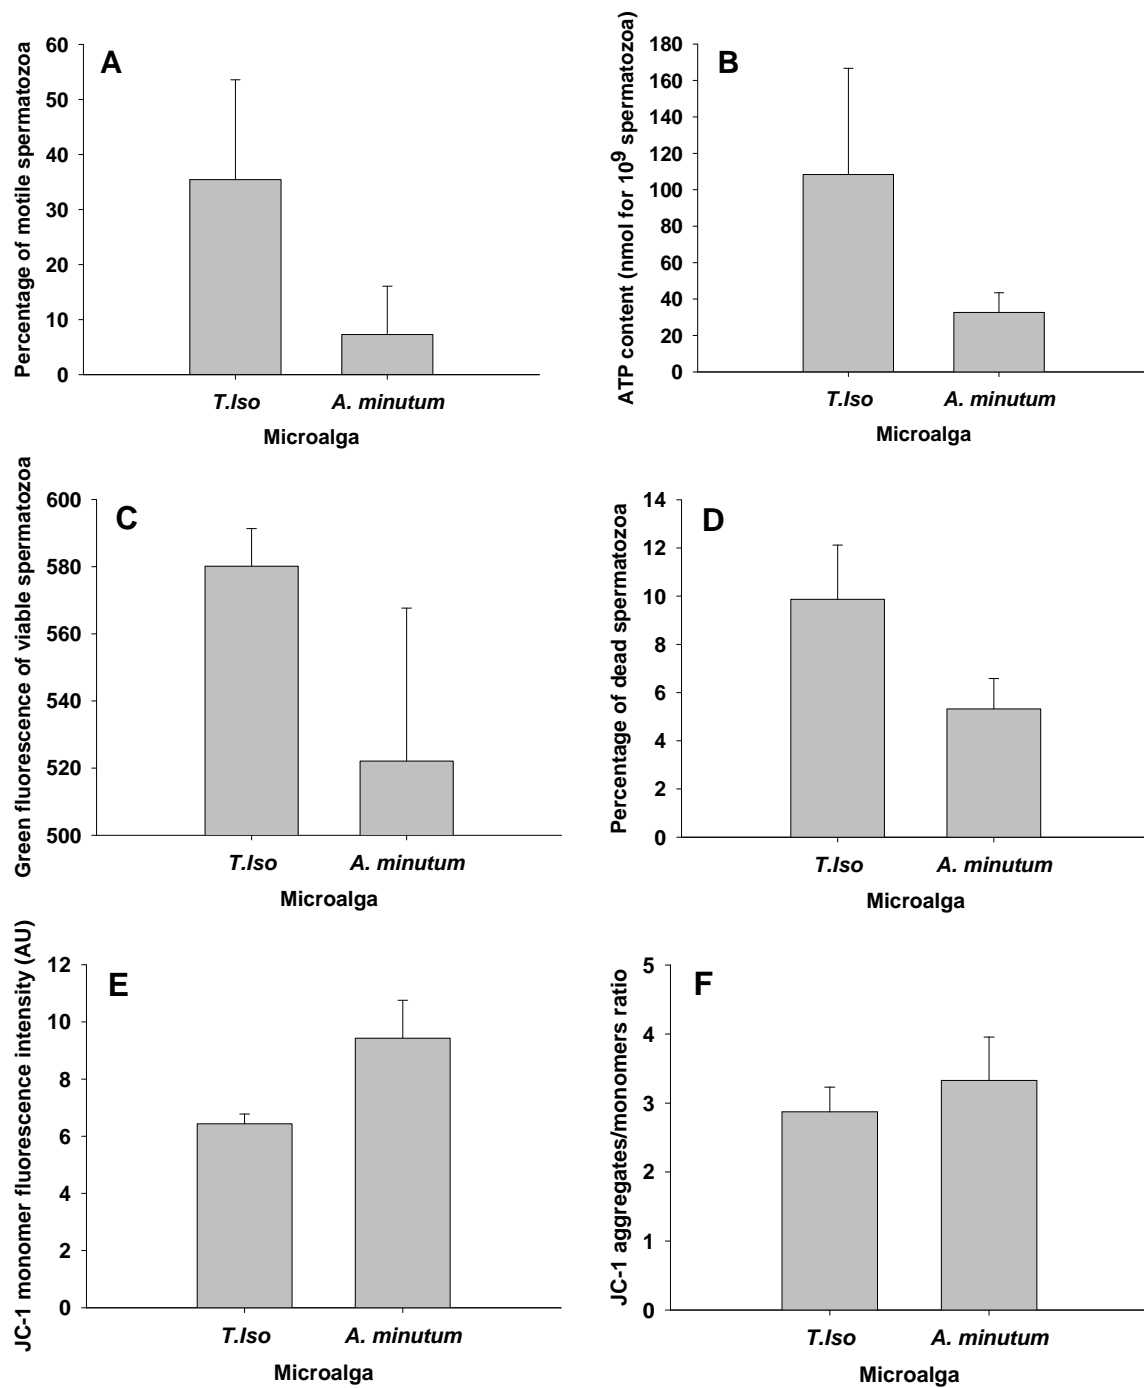 A
Percentage of motile spermatozoa
60
50
40
30
20
10
0
T.Iso A. minutum
Microalga
B
ATP content (nmol for 10⁹ spermatozoa)
180
160
140
120
100
80
60
40
20
0
T.Iso A. minutum
Microalga
C
Green fluorescence of viable spermatozoa
600
580
560
540
520
500
T.Iso A. minutum
Microalga
D
Percentage of dead spermatozoa
14
12
10
8
6
4
2
0
T.Iso A. minutum
Microalga
E
JC-1 monomer fluorescence intensity (AU)
12
10
8
6
4
2
0
T.Iso A. minutum
Microalga
F
JC-1 aggregates/monomers ratio
5
4
3
2
1
0
T.Iso A. minutum
Microalga